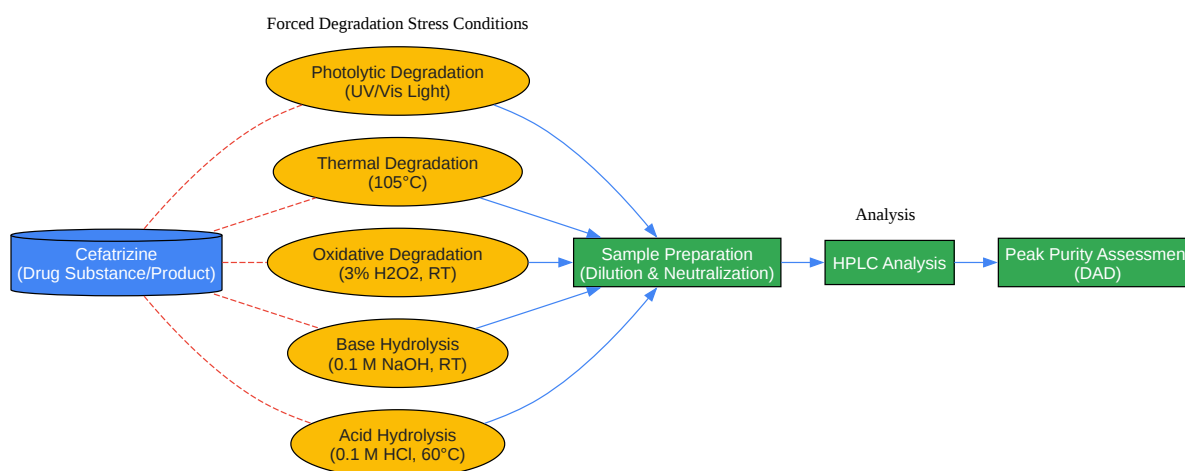 Forced Degradation Stress Conditions
Photolytic Degradation
(UV/Vis Light)
Thermal Degradation
(105°C)
Analysis
Cefatrizine
(Drug Substance/Product)
Oxidative Degradation
(3% H2O2, RT)
Sample Preparation
(Dilution & Neutralization)
HPLC Analysis
Peak Purity Assessment
(DAD)
Base Hydrolysis
(0.1 M NaOH, RT)
Acid Hydrolysis
(0.1 M HCl, 60°C)